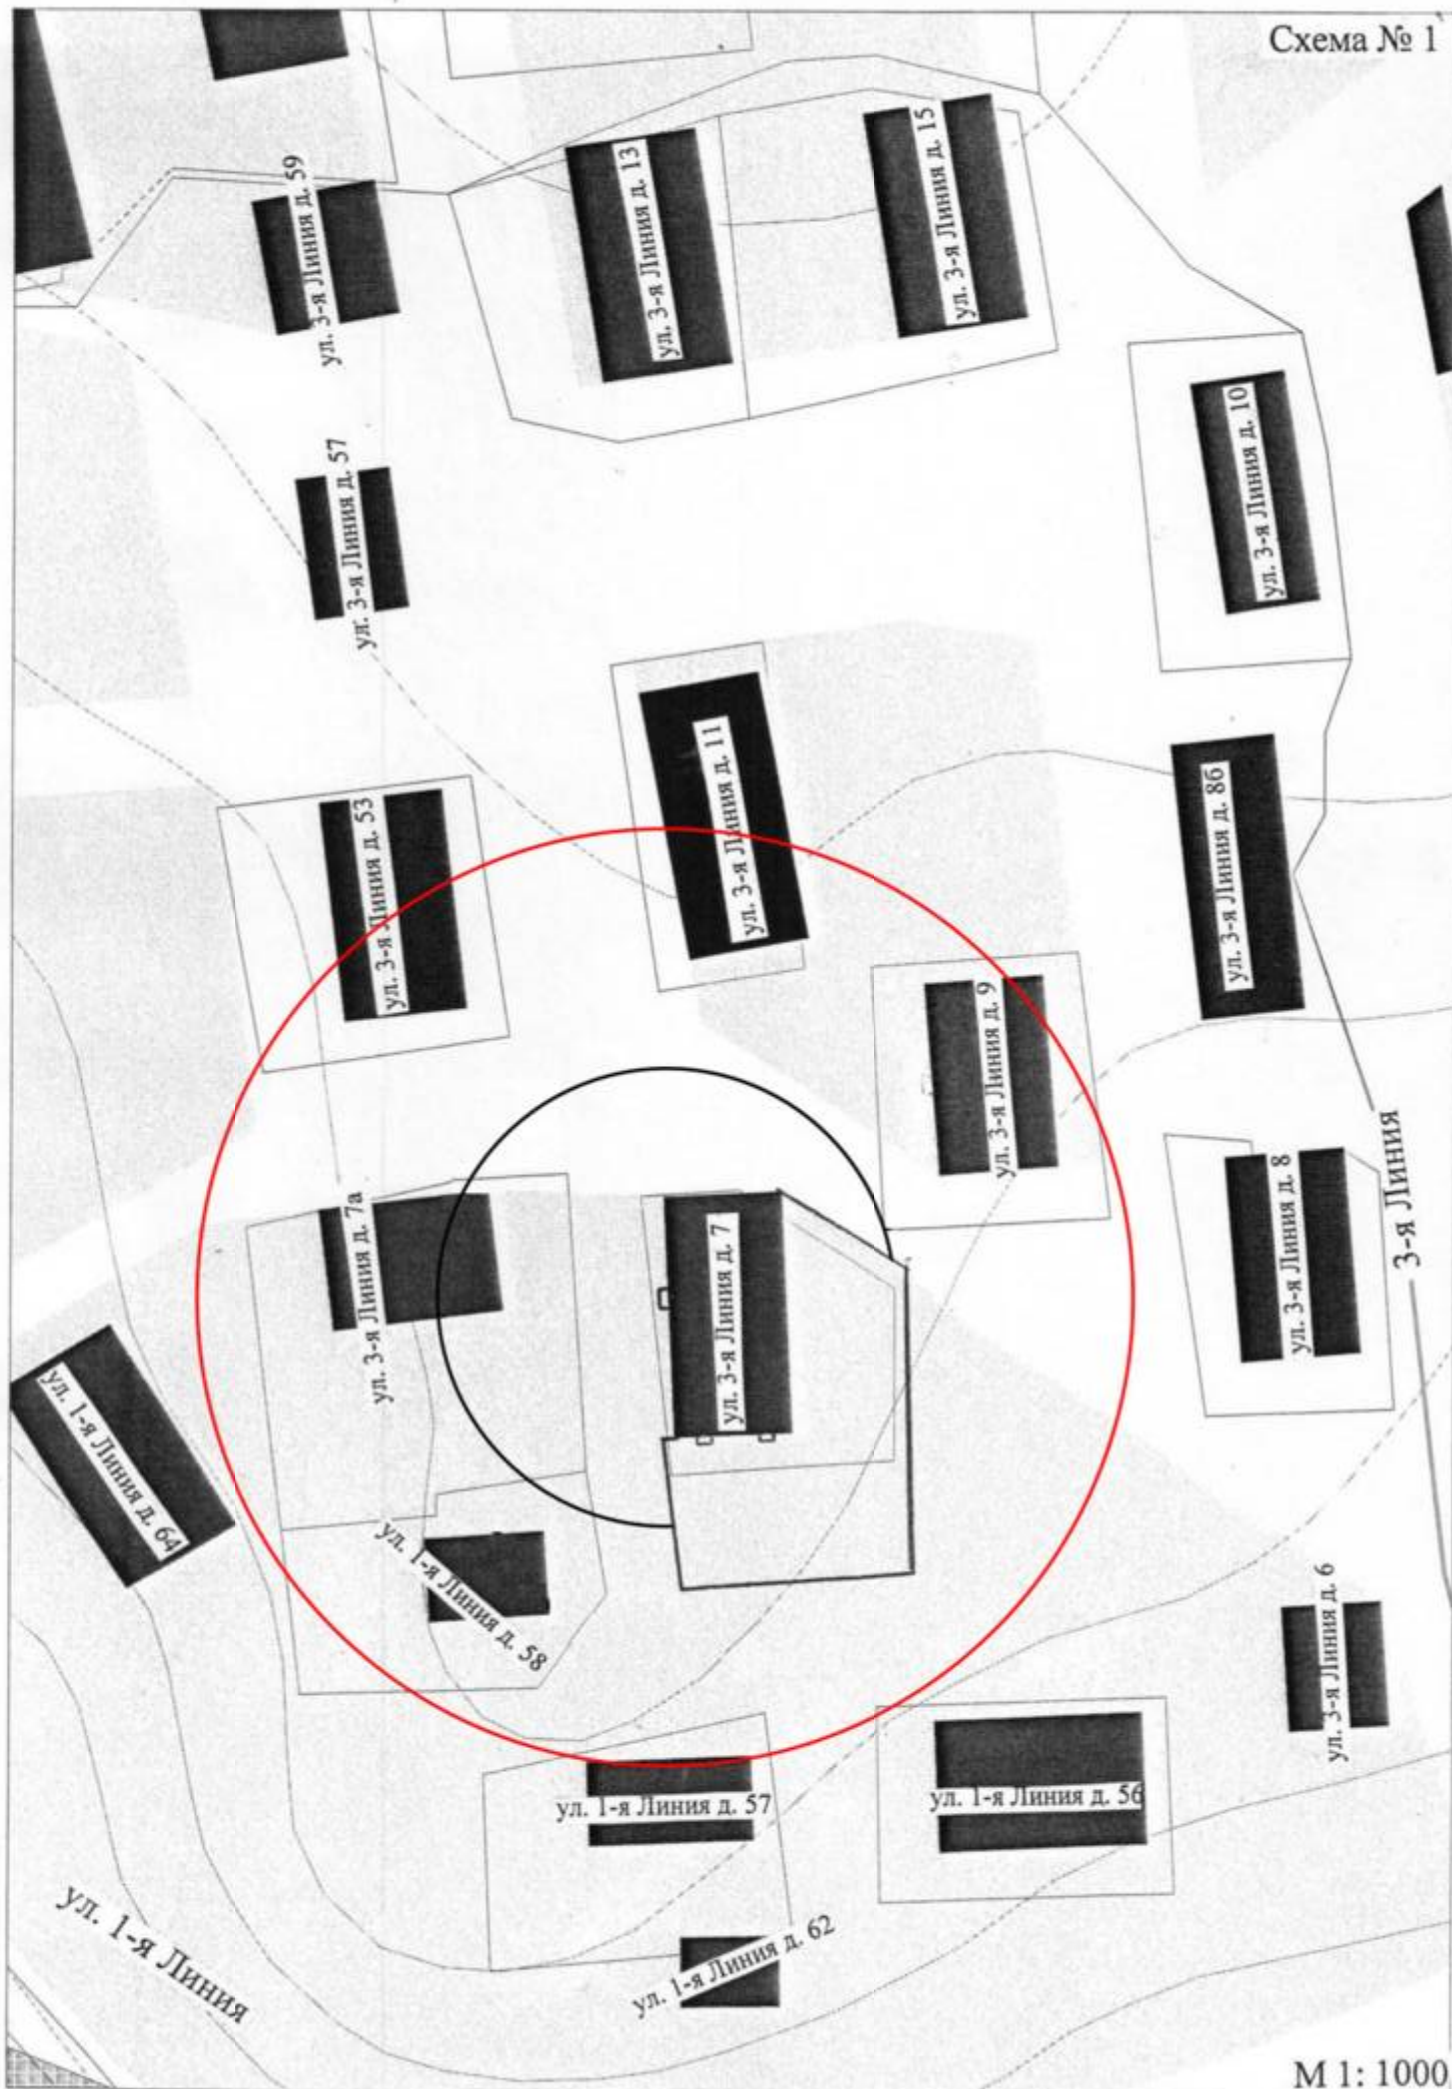 Схема № 1
ул. 3-я Линия д. 59
ул. 3-я Линия д. 13
ул. 3-я Линия д. 15
ул. 3-я Линия д. 57
ул. 3-я Линия д. 10
ул. 3-я Линия д. 11
ул. 3-я Линия д. 53
ул. 3-я Линия д. 8б
ул. 3-я Линия д. 9
3-я Линия
ул. 3-я Линия д. 7а
ул. 3-я Линия д. 7
ул. 3-я Линия д. 8
ул. 1-я Линия д. 64
ул. 1-я Линия д. 58
ул. 3-я Линия д. 6
ул. 1-я Линия д. 57
ул. 1-я Линия д. 56
ул. 1-я Линия д. 62
ул. 1-я Линия
М 1: 1000